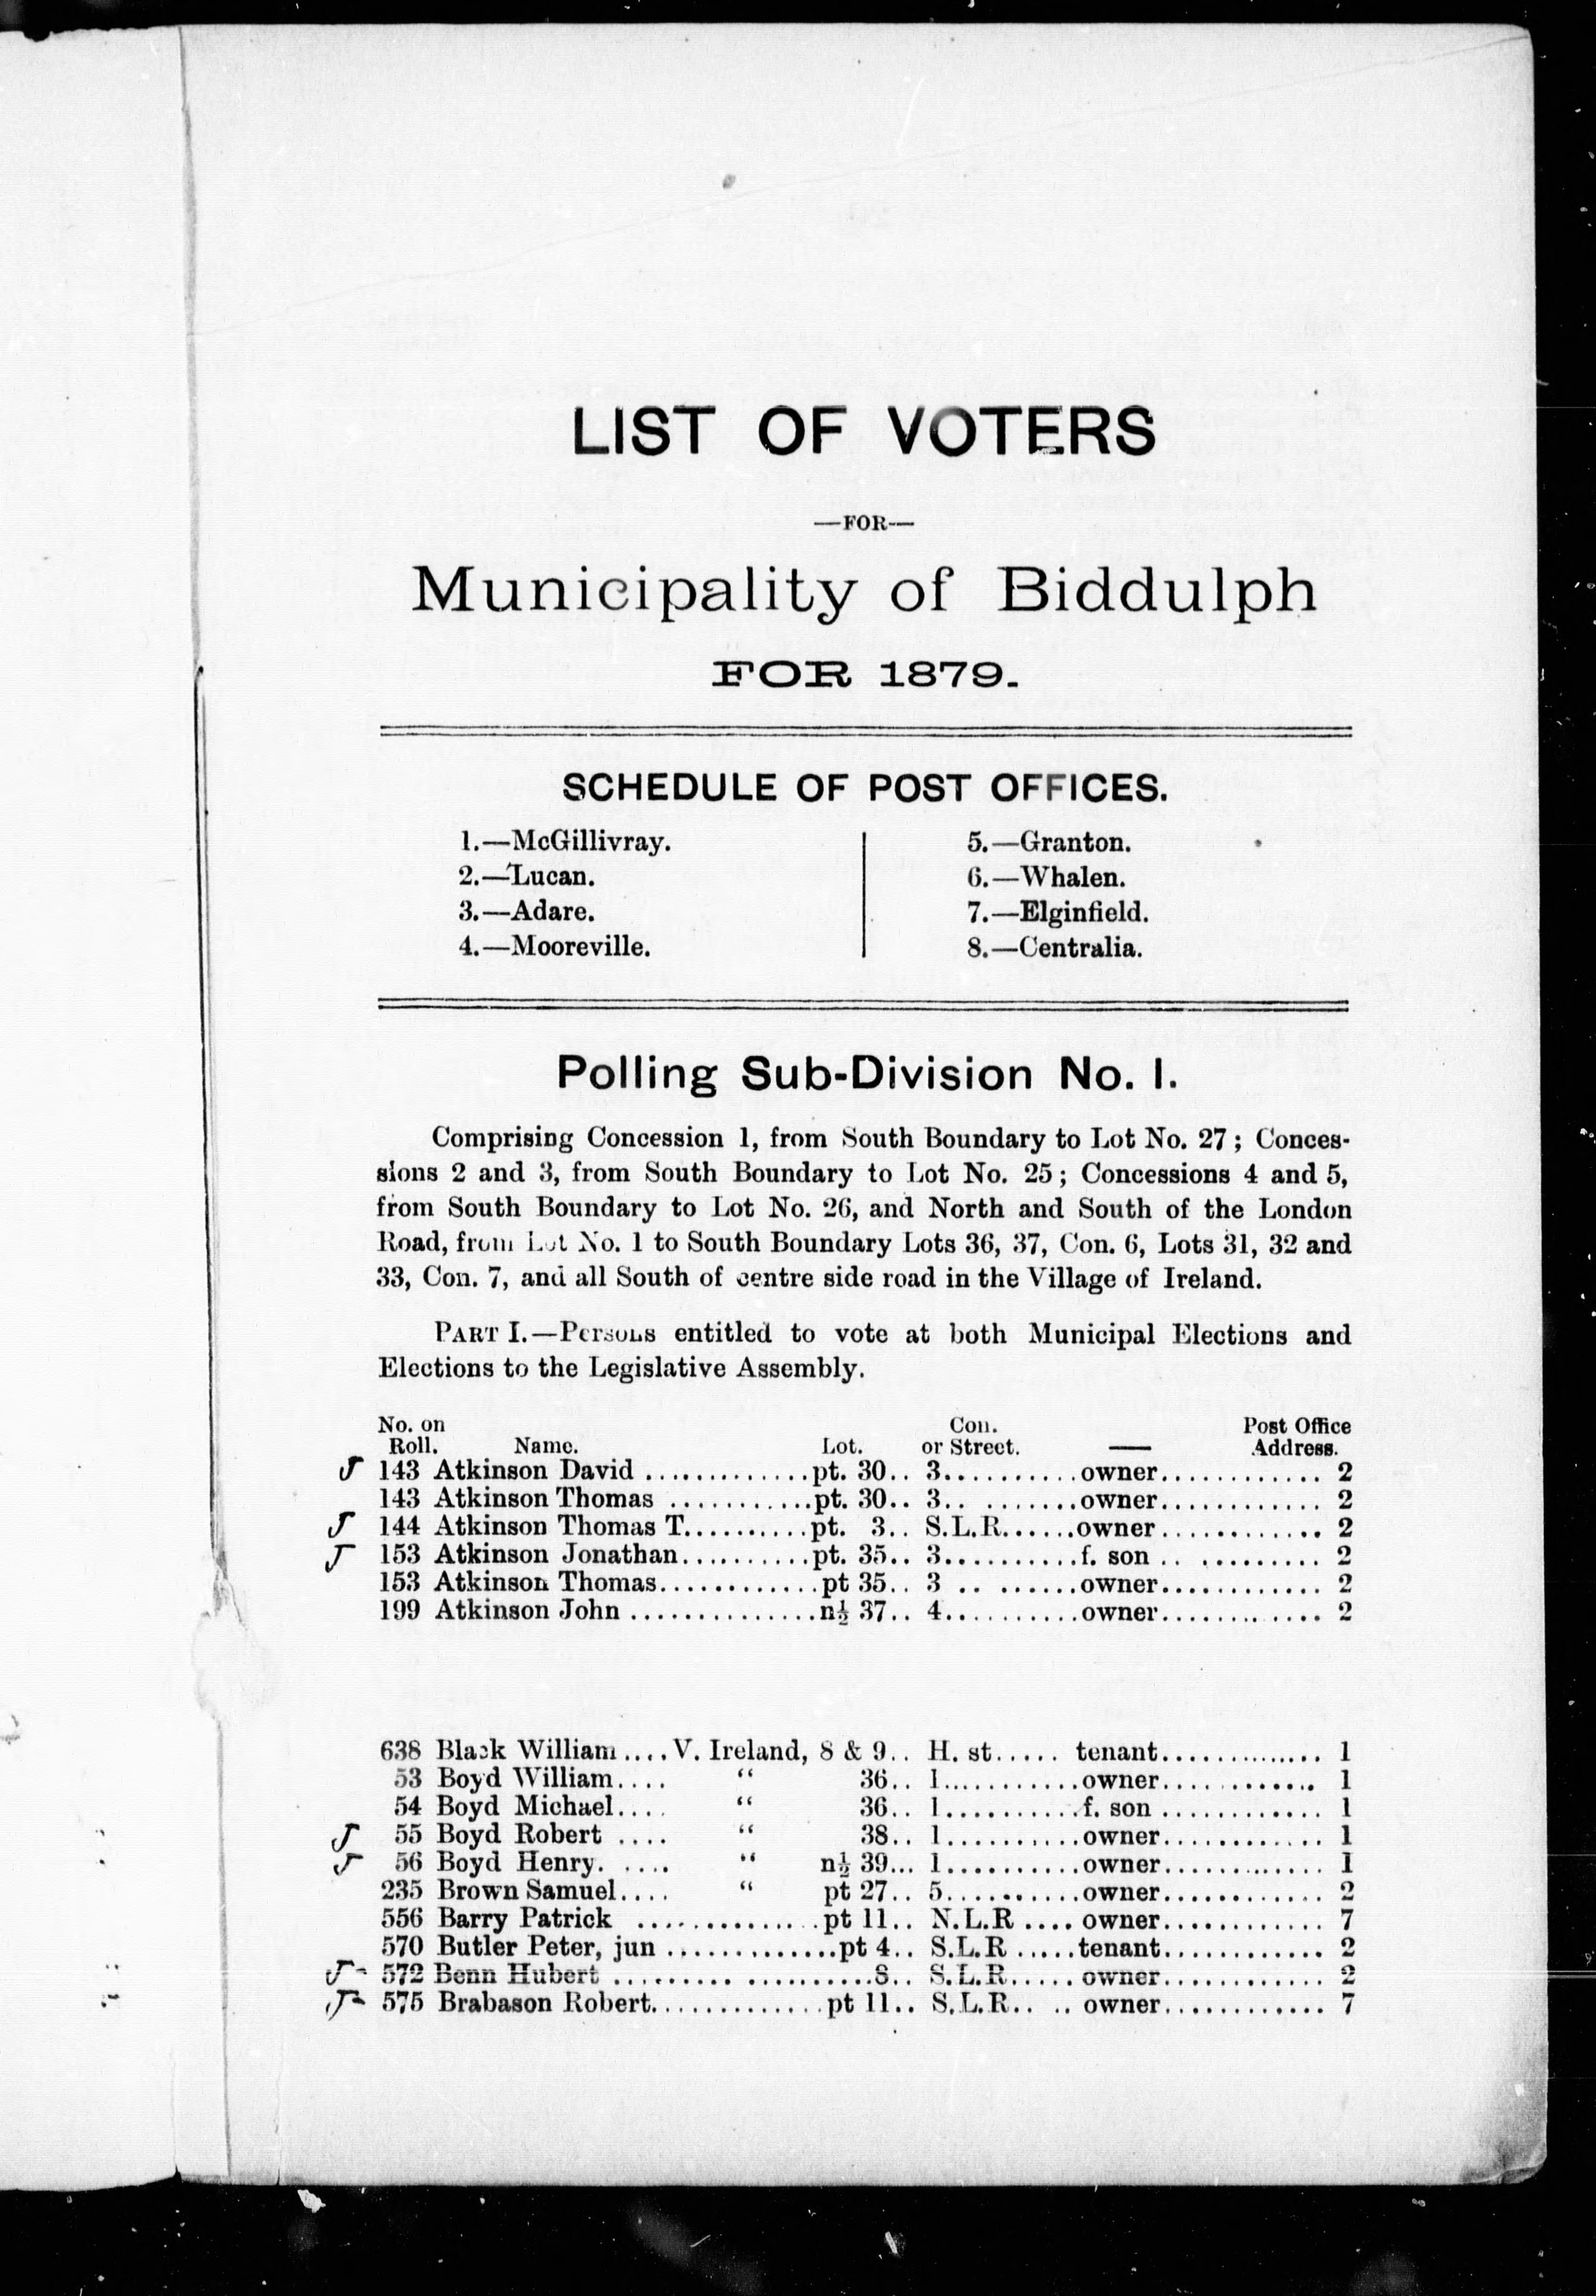 LIST OF VOTERS
—FOR—
Municipality of Biddulph
FOR 1879.
SCHEDULE OF POST OFFICES.
1.—McGillivray.
2.—Lucan.
3.—Adare.
4.—Mooreville.
5.—Granton.
6.—Whalen.
7.—Elginfield.
8.—Centralia.
Polling Sub-Division No. I.
Comprising Concession 1, from South Boundary to Lot No. 27; Conces-
sions 2 and 3, from South Boundary to Lot No. 25; Concessions 4 and 5,
from South Boundary to Lot No. 26, and North and South of the London
Road, from Lot No. 1 to South Boundary Lots 36, 37, Con. 6, Lots 31, 32 and
33, Con. 7, and all South of centre side road in the Village of Ireland.
PART I.—Persons entitled to vote at both Municipal Elections and
Elections to the Legislative Assembly.
No. on Con. Post Office
Roll. Name. Lot. or Street. — Address.
J 143 Atkinson David .............pt. 30.. 3..........owner............. 2
143 Atkinson Thomas ...........pt. 30.. 3.. .......owner............. 2
J 144 Atkinson Thomas T..........pt. 3.. S.L.R......owner............. 2
J 153 Atkinson Jonathan..........pt. 35.. 3..........f. son .. ......... 2
153 Atkinson Thomas............pt 35.. 3 .. ......owner............. 2
199 Atkinson John ..............n½ 37.. 4..........owner............. 2
638 Black William....V. Ireland, 8 & 9.. H. st..... tenant............. 1
53 Boyd William.... “ 36.. 1..........owner............. 1
54 Boyd Michael.... “ 36.. 1..........f. son ............ 1
J 55 Boyd Robert .... “ 38.. 1..........owner............. 1
J 56 Boyd Henry. .... “ n½ 39... 1..........owner............. 1
235 Brown Samuel.... “ pt 27.. 5..........owner............. 2
556 Barry Patrick ..............pt 11.. N.L.R .... owner............ 7
570 Butler Peter, jun .............pt 4.. S.L.R .....tenant............ 2
J - 572 Benn Hubert ......... ..........8.. S.L.R..... owner............ 2
J - 575 Brabason Robert.............pt 11.. S.L.R.. .. owner............ 7